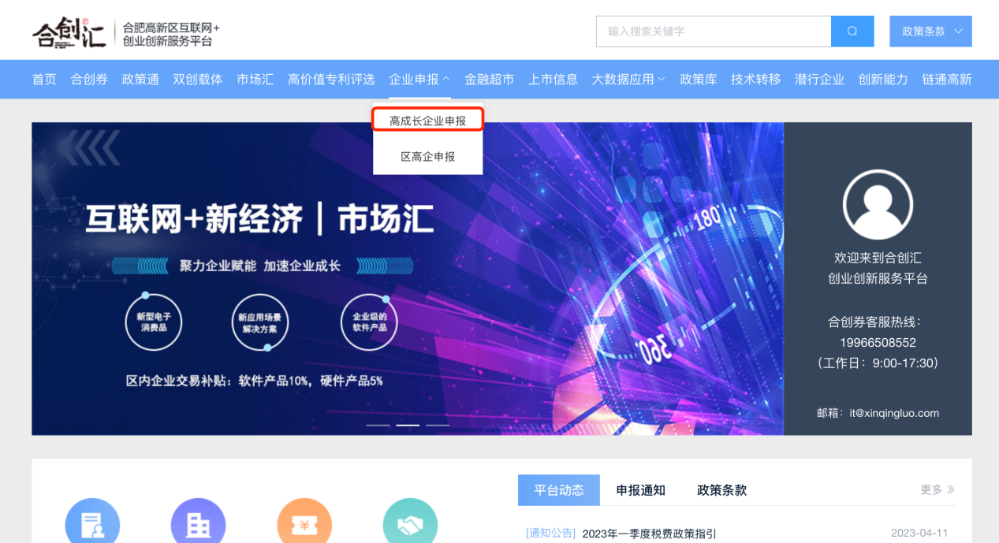 合创汇
合肥高新区互联网+
创业创新服务平台
输入搜索关键字
政策条款
首页 合创券 政策通 双创载体 市场汇 高价值专利评选 企业申报 金融超市 上市信息 大数据应用 政策库 技术转移 潜行企业 创新能力 链通高新
高成长企业申报
区高企申报
互联网+新经济｜市场汇
聚力企业赋能 加速企业成长
新型电子
消费品
新应用场景
解决方案
企业级的
软件产品
区内企业交易补贴：软件产品10%，硬件产品5%
180°
360°
欢迎来到合创汇
创业创新服务平台
合创券客服热线：
19966508552
（工作日：9:00-17:30）
邮箱：it@xinqingluo.com
平台动态 申报通知 政策条款 更多
[通知公告] 2023年一季度税费政策指引 2023-04-11